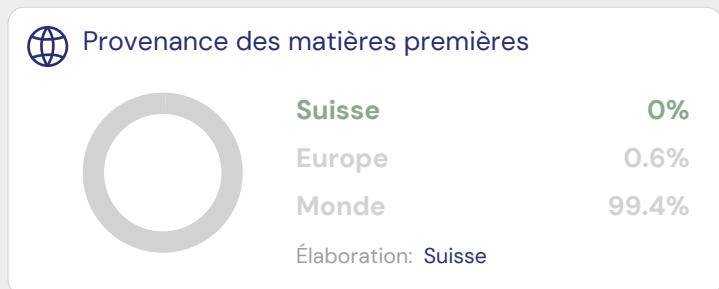 Provenance des matières premières
Suisse 0%
Europe 0.6%
Monde 99.4%
Élaboration: Suisse